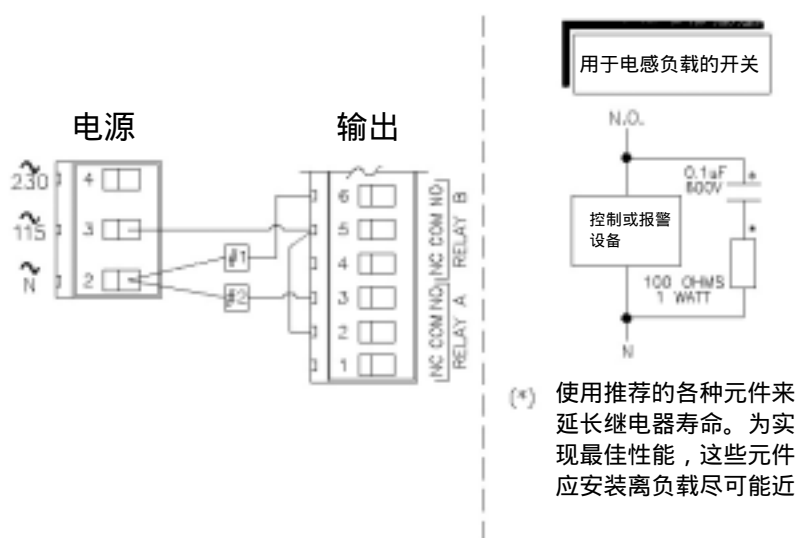 电源
输出
230
115
N
4
3
2
#1
#2
6
5
4
3
2
1
NC COM NO
RELAY B
NC COM NO
RELAY A
用于电感负载的开关
N.O.
0.1uF
600V
*
*
控制或报警
设备
100 OHMS
1 WATT
N
(*) 使用推荐的各种元件来
延长继电器寿命。为实
现最佳性能，这些元件
应安装离负载尽可能近